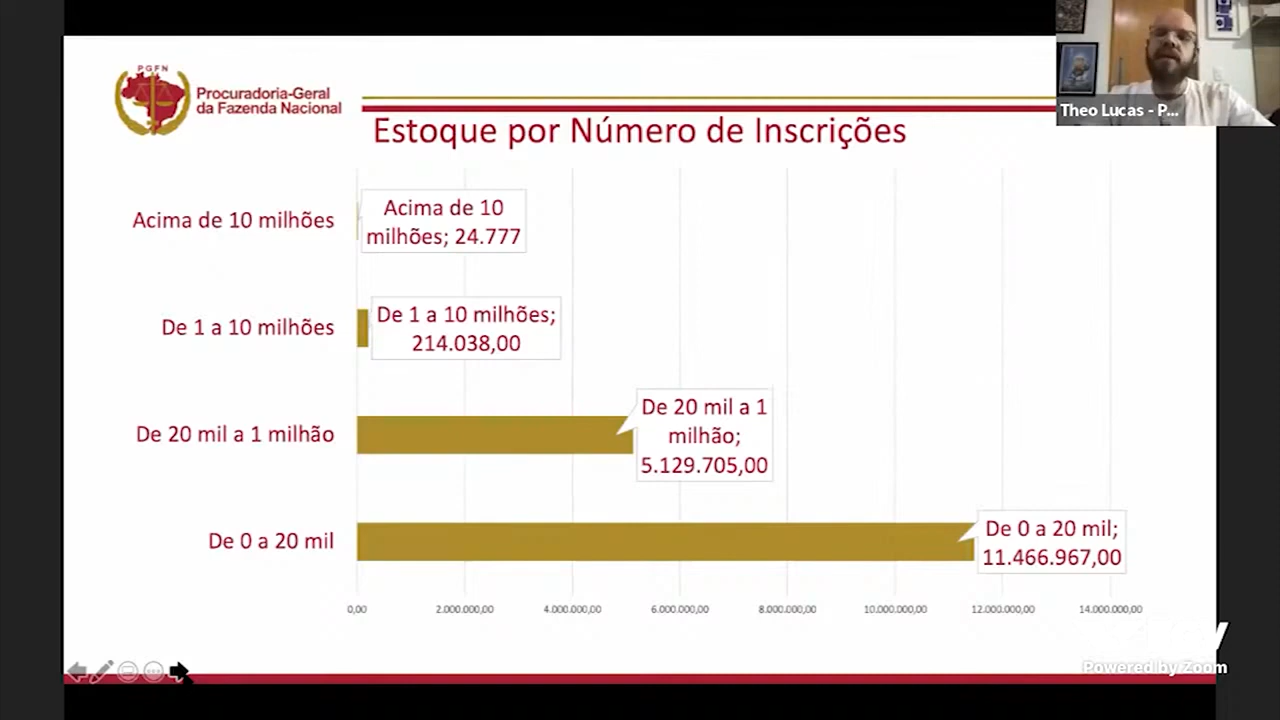 PGFN
Procuradoria-Geral
da Fazenda Nacional
Theo Lucas - P...
Estoque por Número de Inscrições
Acima de 10 milhões
Acima de 10
milhões; 24.777
De 1 a 10 milhões
De 1 a 10 milhões;
214.038,00
De 20 mil a 1 milhão
De 20 mil a 1
milhão;
5.129.705,00
De 0 a 20 mil
De 0 a 20 mil;
11.466.967,00
0,00 2.000.000,00 4.000.000,00 6.000.000,00 8.000.000,00 10.000.000,00 12.000.000,00 14.000.000,00
Powered by Zoom